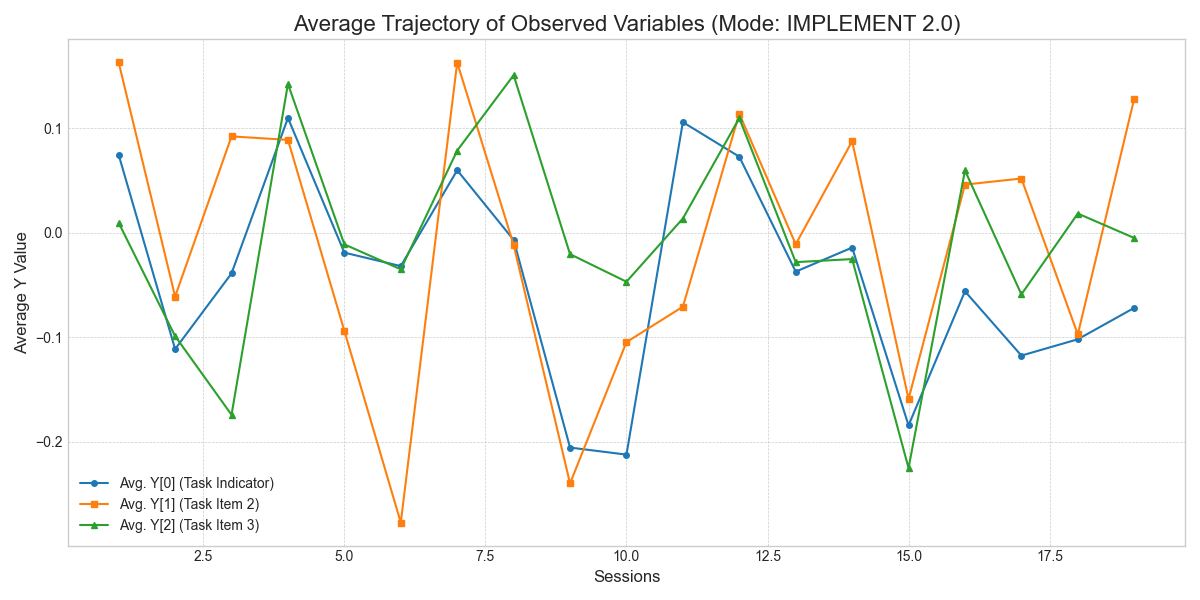 Average Trajectory of Observed Variables (Mode: IMPLEMENT 2.0)
Average Y Value
0.1
0.0
−0.1
−0.2
Avg. Y[0] (Task Indicator)
Avg. Y[1] (Task Item 2)
Avg. Y[2] (Task Item 3)
2.5 5.0 7.5 10.0 12.5 15.0 17.5
Sessions